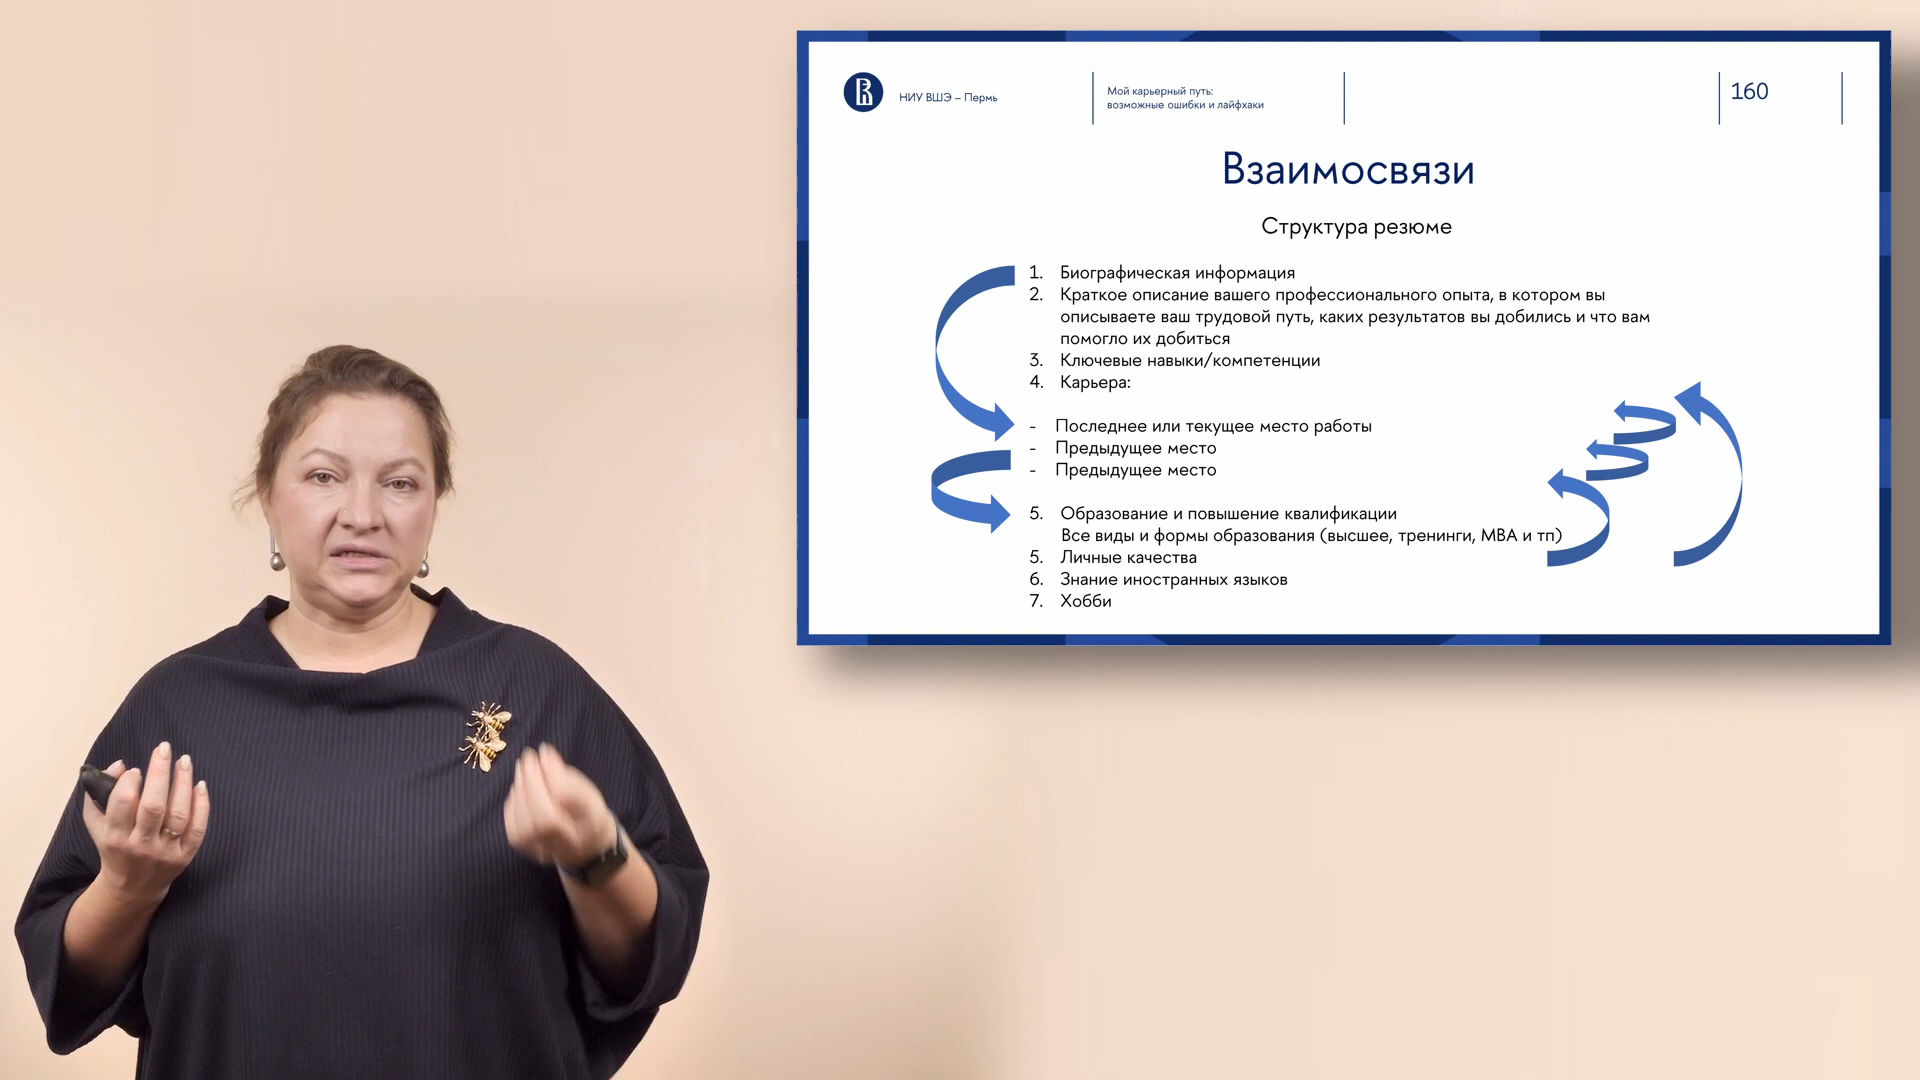 НИУ ВШЭ – Пермь
Мой карьерный путь:
возможные ошибки и лайфхаки
160
Взаимосвязи
Структура резюме
1. Биографическая информация
2. Краткое описание вашего профессионального опыта, в котором вы
описываете ваш трудовой путь, каких результатов вы добились и что вам
помогло их добиться
3. Ключевые навыки/компетенции
4. Карьера:
- Последнее или текущее место работы
- Предыдущее место
- Предыдущее место
5. Образование и повышение квалификации
Все виды и формы образования (высшее, тренинги, МВА и тп)
5. Личные качества
6. Знание иностранных языков
7. Хобби